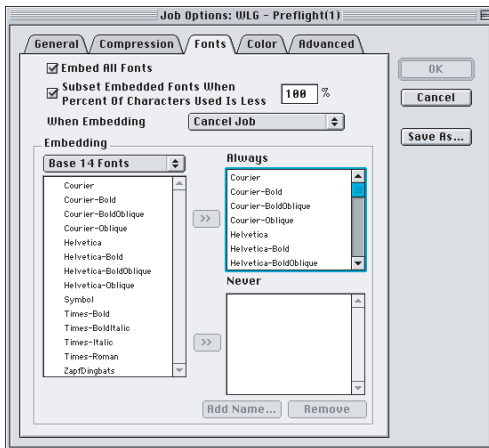 Job Options: WLG - Preflight(1)
General
Compression
Fonts
Color
Advanced
Embed All Fonts
Subset Embedded Fonts When
Percent Of Characters Used Is Less
100 %
When Embedding
Cancel Job
Embedding
Base 14 Fonts
Courier
Courier-Bold
Courier-BoldOblique
Courier-Oblique
Helvetica
Helvetica-Bold
Helvetica-BoldOblique
Helvetica-Oblique
Symbol
Times-Bold
Times-BoldItalic
Times-Italic
Times-Roman
ZapfDingbats
>>
>>
Always
Courier
Courier-Bold
Courier-BoldOblique
Courier-Oblique
Helvetica
Helvetica-Bold
Helvetica-BoldOblique
Never
Add Name...
Remove
OK
Cancel
Save As...